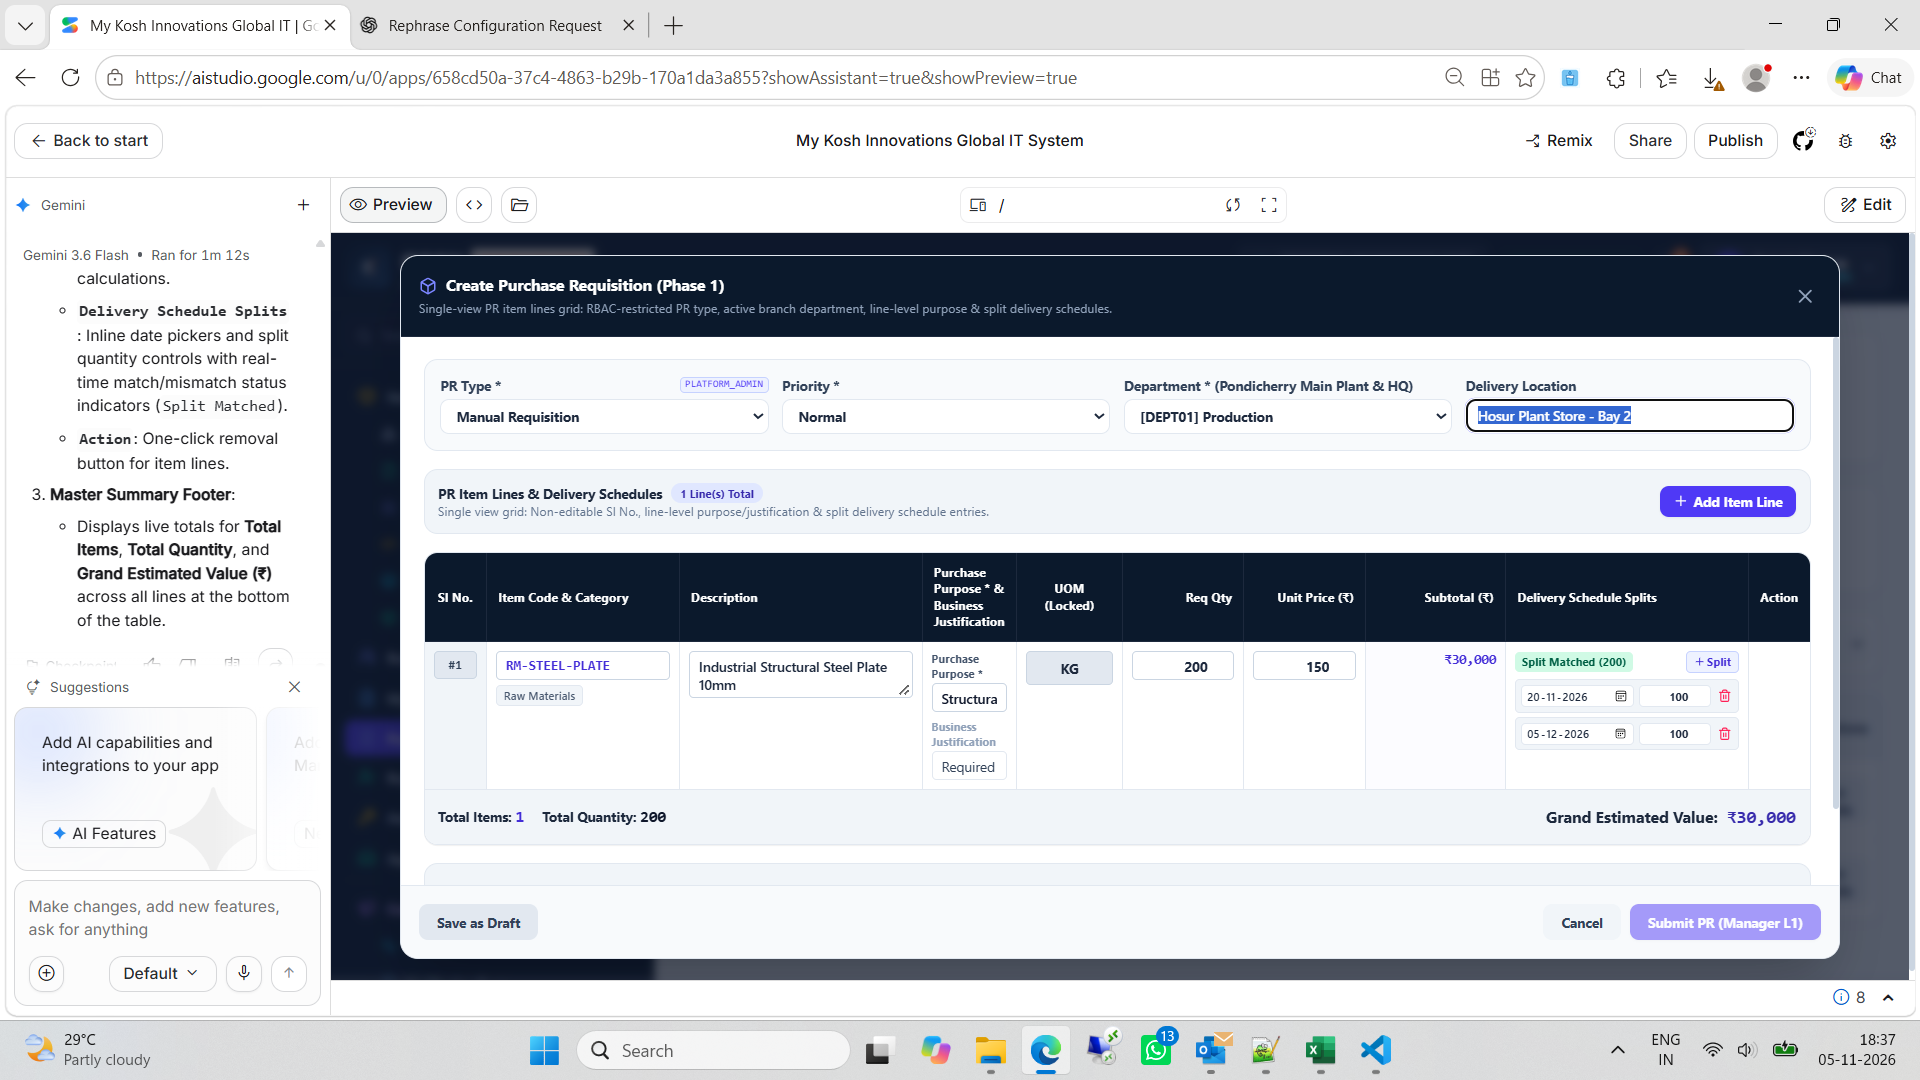 My Kosh Innovations Global IT | Go
Rephrase Configuration Request
https://aistudio.google.com/u/0/apps/658cd50a-37c4-4863-b29b-170a1da3a855?showAssistant=true&showPreview=true
Chat
Back to start
My Kosh Innovations Global IT System
Remix
Share
Publish
Gemini
Preview
/
Edit
Gemini 3.6 Flash • Ran for 1m 12s
calculations.
Delivery Schedule Splits
: Inline date pickers and split
quantity controls with real-
time match/mismatch status
indicators (Split Matched).
Action: One-click removal
button for item lines.
3. Master Summary Footer:
Displays live totals for Total
Items, Total Quantity, and
Grand Estimated Value (₹)
across all lines at the bottom
of the table.
Suggestions
Add AI capabilities and
integrations to your app
AI Features
Make changes, add new features,
ask for anything
Default
Create Purchase Requisition (Phase 1)
Single-view PR item lines grid: RBAC-restricted PR type, active branch department, line-level purpose & split delivery schedules.
PR Type *
PLATFORM_ADMIN
Priority *
Department * (Pondicherry Main Plant & HQ)
Delivery Location
Manual Requisition
Normal
[DEPT01] Production
Hosur Plant Store - Bay 2
PR Item Lines & Delivery Schedules
1 Line(s) Total
Single view grid: Non-editable Sl No., line-level purpose/justification & split delivery schedule entries.
+ Add Item Line
Sl No.
Item Code & Category
Description
Purchase
Purpose * &
Business
Justification
UOM
(Locked)
Req Qty
Unit Price (₹)
Subtotal (₹)
Delivery Schedule Splits
Action
#1
RM-STEEL-PLATE
Raw Materials
Industrial Structural Steel Plate
10mm
Purchase
Purpose *
Structura
Business
Justification
Required
KG
200
150
₹30,000
Split Matched (200)
+ Split
20-11-2026
100
05-12-2026
100
Total Items: 1
Total Quantity: 200
Grand Estimated Value: ₹30,000
Save as Draft
Cancel
Submit PR (Manager L1)
8
29°C
Partly cloudy
Search
13
ENG
IN
18:37
05-11-2026